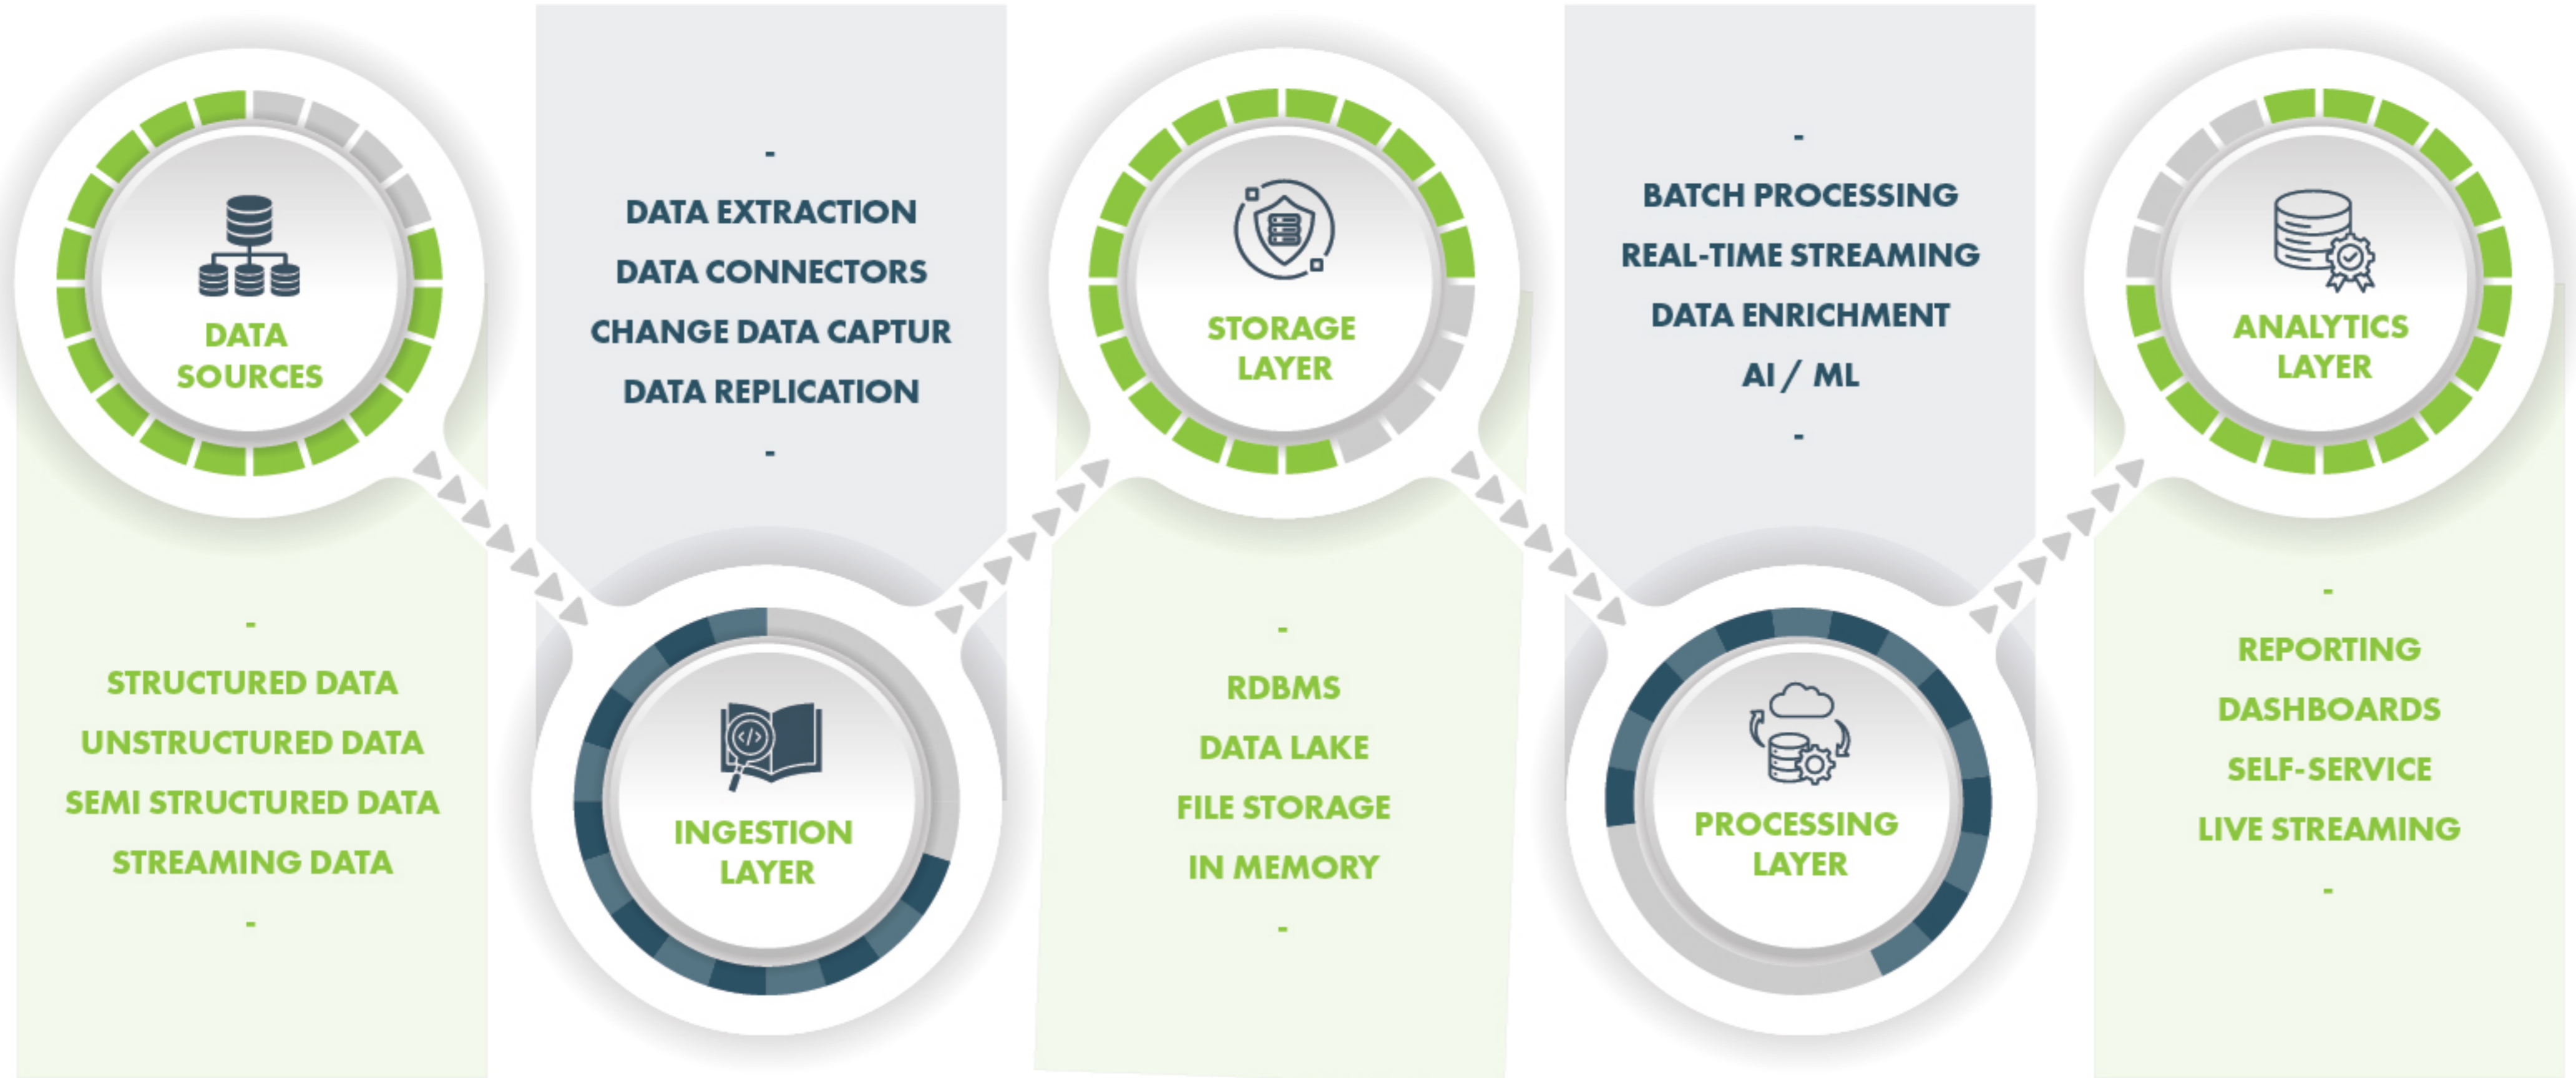 DATA
SOURCES
-
STRUCTURED DATA
UNSTRUCTURED DATA
SEMI STRUCTURED DATA
STREAMING DATA
-
-
DATA EXTRACTION
DATA CONNECTORS
CHANGE DATA CAPTUR
DATA REPLICATION
-
</>
INGESTION
LAYER
STORAGE
LAYER
-
RDBMS
DATA LAKE
FILE STORAGE
IN MEMORY
-
-
BATCH PROCESSING
REAL-TIME STREAMING
DATA ENRICHMENT
AI / ML
-
PROCESSING
LAYER
ANALYTICS
LAYER
-
REPORTING
DASHBOARDS
SELF-SERVICE
LIVE STREAMING
-